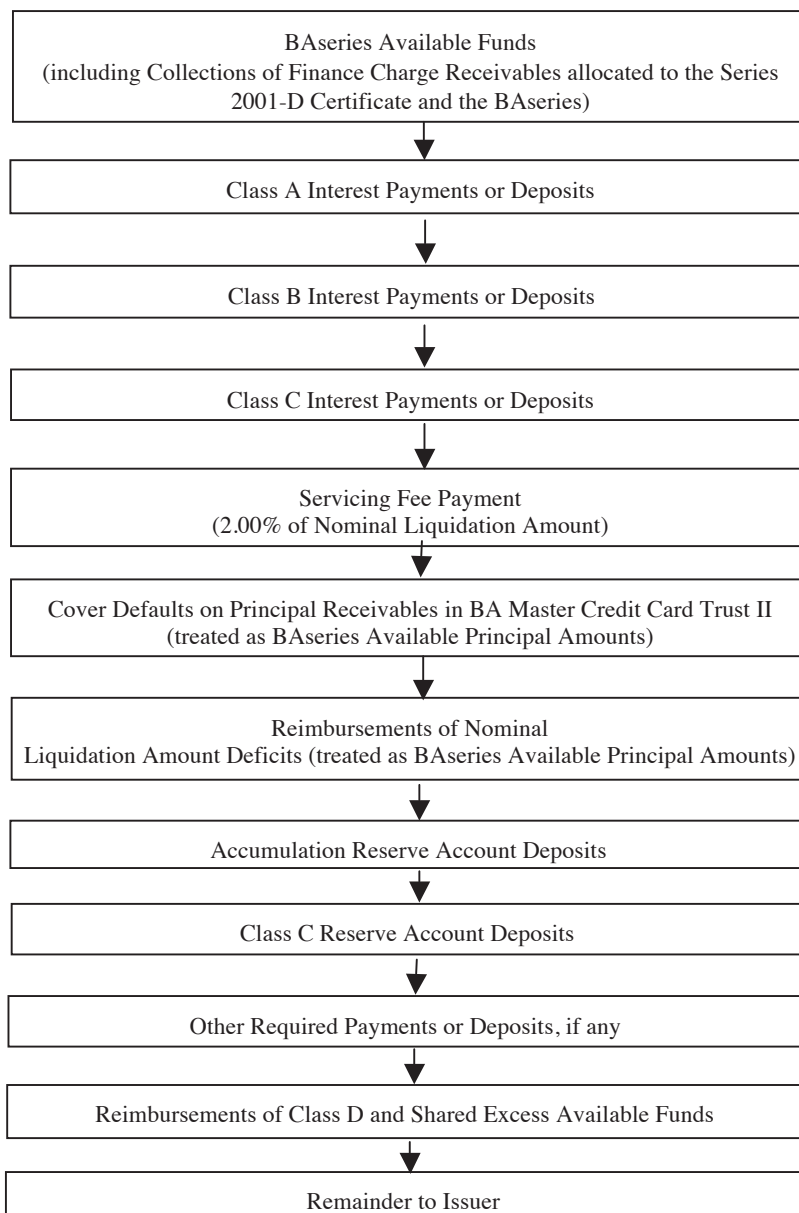 BAseries Available Funds
(including Collections of Finance Charge Receivables allocated to the Series
2001-D Certificate and the BAseries)
Class A Interest Payments or Deposits
Class B Interest Payments or Deposits
Class C Interest Payments or Deposits
Servicing Fee Payment
(2.00% of Nominal Liquidation Amount)
Cover Defaults on Principal Receivables in BA Master Credit Card Trust II
(treated as BAseries Available Principal Amounts)
Reimbursements of Nominal
Liquidation Amount Deficits (treated as BAseries Available Principal Amounts)
Accumulation Reserve Account Deposits
Class C Reserve Account Deposits
Other Required Payments or Deposits, if any
Reimbursements of Class D and Shared Excess Available Funds
Remainder to Issuer